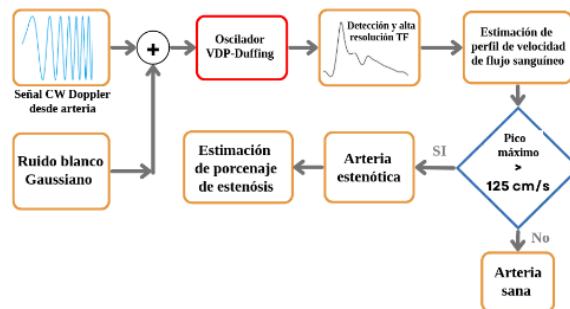 Señal CW Doppler
desde arteria
+
Oscilador
VDP-Duffing
Detección y alta
resolución TF
Estimación de
perfil de velocidad
de flujo sanguíneo
Ruido blanco
Gaussiano
Estimación
de porcenaje
de estenósis
Arteria
estenótica
SI
Pico
máximo
>
125 cm/s
No
Arteria
sana